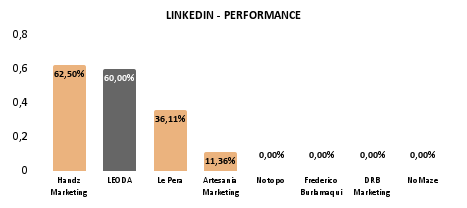 LINKEDIN - PERFORMANCE
0,8
0,6
0,4
0,2
0
62,50%
60,00%
36,11%
11,36%
0,00%
0,00%
0,00%
0,00%
Handz
Marketing
LEODA
Le Pera
Artesania
Marketing
No topo
Frederico
Burlamaqui
DRB
Marketing
No Maze